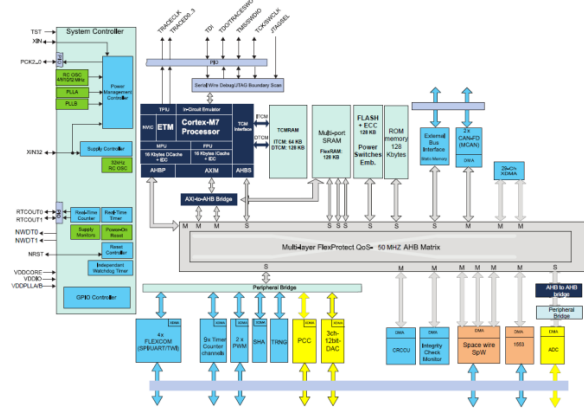 System Controller
TST
XIN
PCK2_0
RC OSC
PLLA
PLLB
Power
Management
Controller
XIN32
Supply Controller
32kHz
RC OSC
RTCOUT0
RTCOUT1
Real-Time
Counter
Real-Time
Timer
NWDT0
NWDT1
Supply
Monitors
Power-On
Reset
NRST
Reset
Controller
Independent
Watchdog Timer
VDDCORE
VDDIO
VDDPLLA/B
GPIO Controller
TRACECLK
TRACED0_3
TDI
TDO/TRACESWO
TMS/SWDIO
TCK/SWCLK
JTAGSEL
PIO
Serial Wire Debug/JTAG Boundary Scan
TPIU
In-Circuit Emulator
NVIC
ETM
Cortex-M7
Processor
TCM
Interface
MPU
FPU
16 Kbytes DCache
+ ECC
16 Kbytes ICache
+ ECC
AHBP
AXIM
AHBS
ITCM
DTCM
TCMRAM
ITCM: 64 KB
DTCM: 128 KB
Multi-port
SRAM
FlexRAM:
128 KB
FLASH
+ ECC
128 KB
Power
Switches
Emb.
ROM
memory
128
Kbytes
External
Bus
Interface
Static Memory
2 x
CAN-FD
(MCAN)
DMA
XDMA
AXI-to-AHB Bridge
M M M S S S S S S S M M M
Multi-layer FlexProtect QoS- 50 MHZ AHB Matrix
S M M M M S
Peripheral Bridge
AHB to AHB
bridge
Peripheral
Bridge
4x
FLEXCOM
(SPI/UART/TWI)
9x Timer
Counter
channels
2 x
PWM
SHA
TRNG
PCC
3ch-
12bit-
DAC
DMA
CRCCU
DMA
Integrity
Check
Monitor
DMA
Space wire
SpW
DMA
1553
DMA
ADC